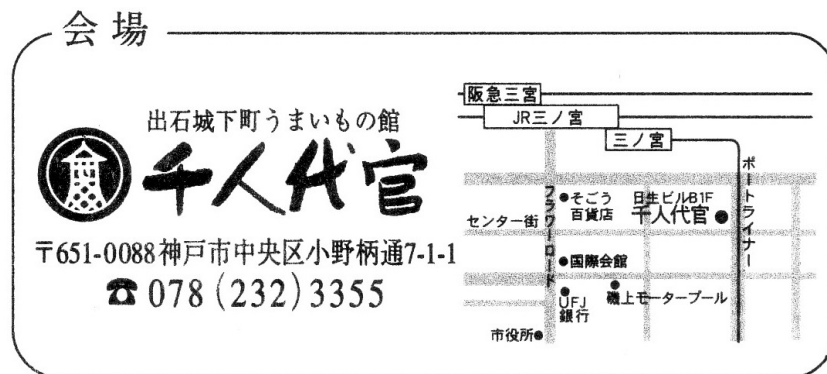 会場
出石城下町うまいもの館
千人代官
〒651-0088神戸市中央区小野柄通7-1-1
☎078(232)3355
阪急三宮
JR三ノ宮
三ノ宮
ポートライナー
フラワーロード
そごう
百貨店
日生ビルB1F
千人代官
センター街
国際会館
UFJ
銀行
磯上モータープール
市役所